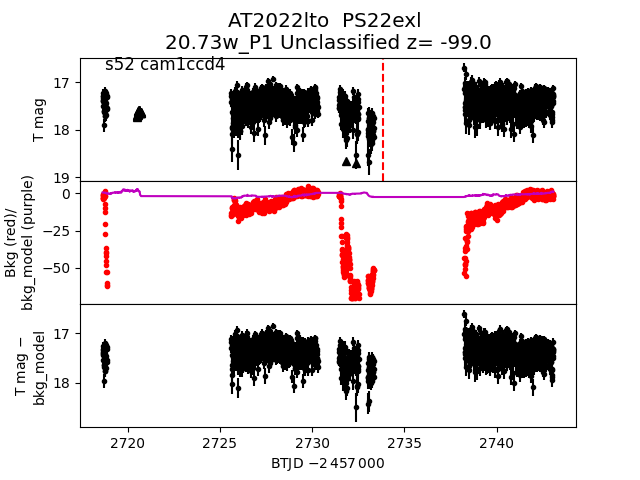 AT2022lto  PS22exl
20.73w_P1 Unclassified z= -99.0
s52 cam1ccd4
T mag
17
18
19
Bkg (red)/
bkg_model (purple)
0
−25
−50
T mag −
bkg_model
17
18
2720
2725
2730
2735
2740
BTJD −2 457 000